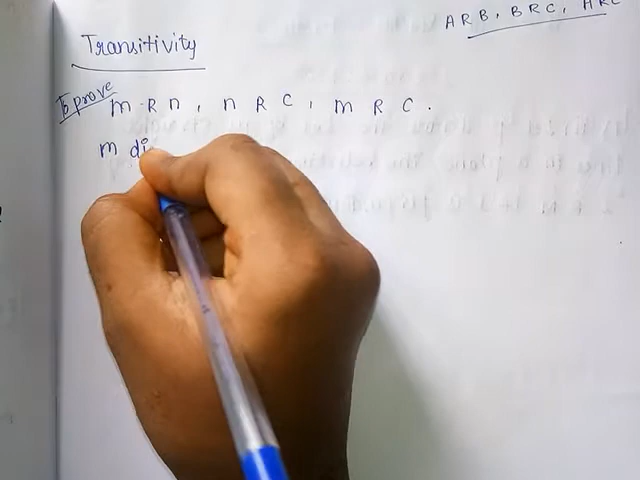 ARB, BRC, ARC
Transitivity
To prove m R n, n R C, m R C.
m di